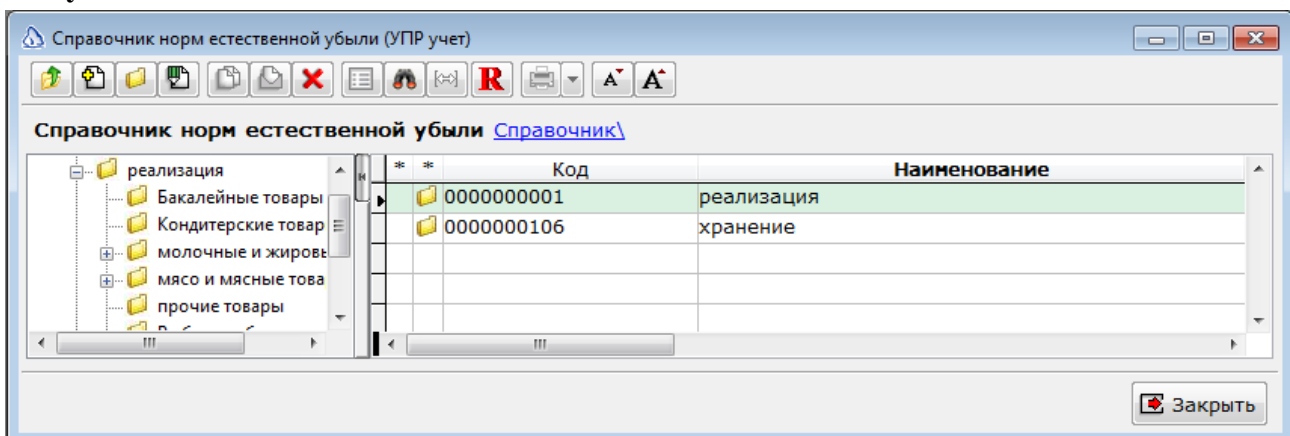 Справочник норм естественной убыли (УПР учет)
R A A
Справочник норм естественной убыли Справочник\
реализация
Бакалейные товары
Кондитерские товар
молочные и жировы
мясо и мясные това
прочие товары
* * Код Наименование
0000000001 реализация
0000000106 хранение
Закрыть